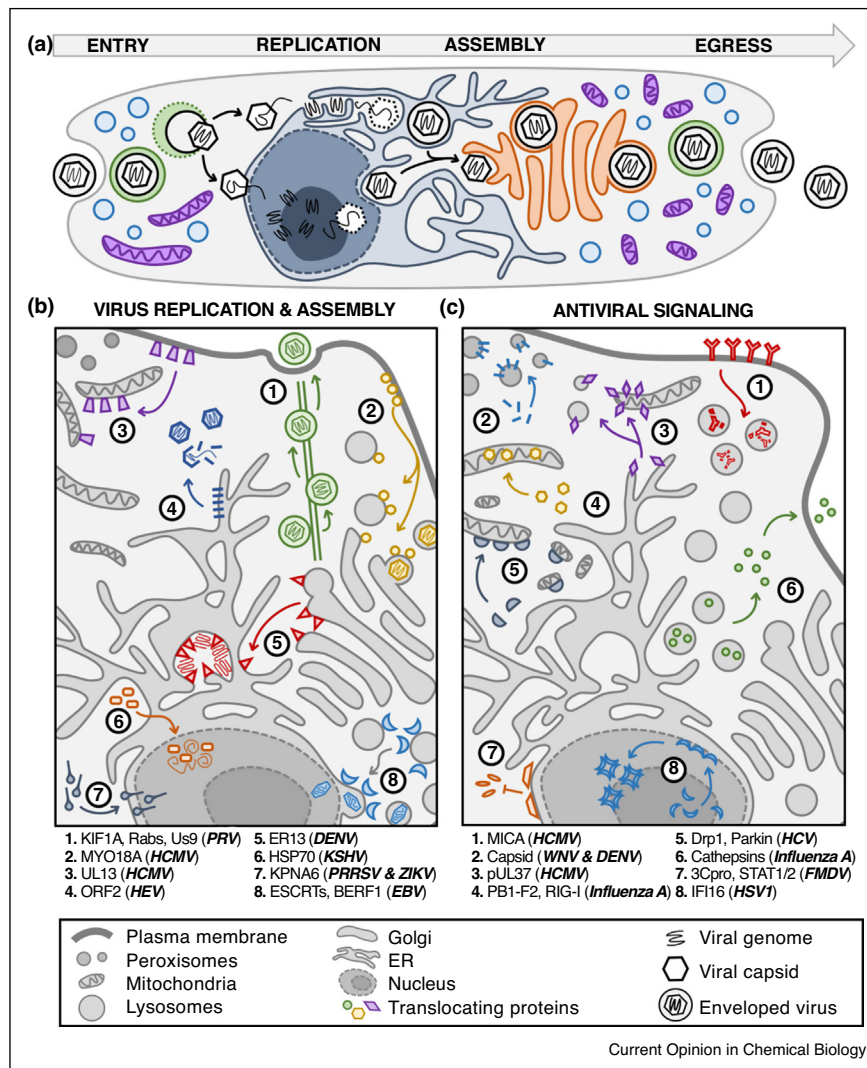 (a)
ENTRY REPLICATION ASSEMBLY EGRESS
(b) VIRUS REPLICATION & ASSEMBLY
1
2
3
4
5
6
7
8
1. KIF1A, Rabs, Us9 (PRV) 5. ER13 (DENV)
2. MYO18A (HCMV) 6. HSP70 (KSHV)
3. UL13 (HCMV) 7. KPNA6 (PRRSV & ZIKV)
4. ORF2 (HEV) 8 ESCRTs, BERF1 (EBV)
(c) ANTIVIRAL SIGNALING
1
2
3
4
5
6
7
8
1. MICA (HCMV) 5. Drp1, Parkin (HCV)
2. Capsid (WNV & DENV) 6. Cathepsins (Influenza A)
3. pUL37 (HCMV) 7. 3Cpro, STAT1/2 (FMDV)
4. PB1-F2, RIG-I (Influenza A) 8. IFI16 (HSV1)
Plasma membrane
Peroxisomes
Mitochondria
Lysosomes
Golgi
ER
Nucleus
Translocating proteins
Viral genome
Viral capsid
Enveloped virus
Current Opinion in Chemical Biology